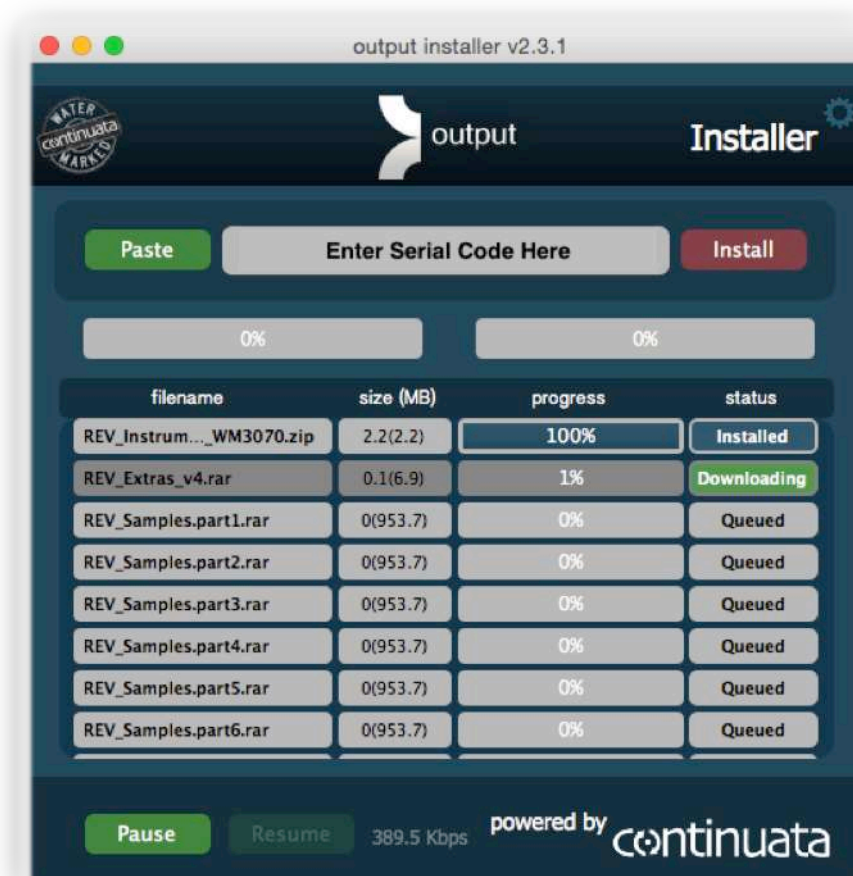 output installer v2.3.1
WATER
continuata
MARKED
output
Installer
Paste Enter Serial Code Here Install
0% 0%
filename size (MB) progress status
REV_Instrum..._WM3070.zip 2.2(2.2) 100% Installed
REV_Extras_v4.rar 0.1(6.9) 1% Downloading
REV_Samples.part1.rar 0(953.7) 0% Queued
REV_Samples.part2.rar 0(953.7) 0% Queued
REV_Samples.part3.rar 0(953.7) 0% Queued
REV_Samples.part4.rar 0(953.7) 0% Queued
REV_Samples.part5.rar 0(953.7) 0% Queued
REV_Samples.part6.rar 0(953.7) 0% Queued
Pause Resume 389.5 Kbps powered by continuata